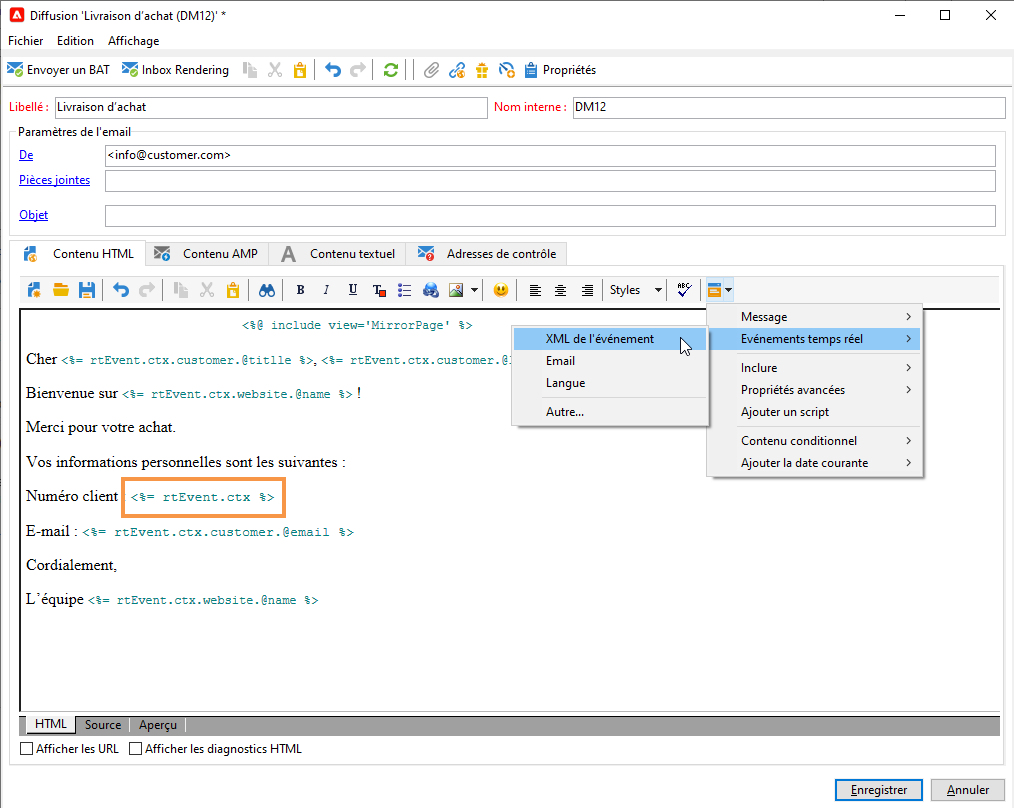 Diffusion 'Livraison d’achat (DM12)' *
Fichier Edition Affichage
Envoyer un BAT Inbox Rendering Propriétés
Libellé : Livraison d’achat Nom interne : DM12
Paramètres de l'email
De <info@customer.com>
Pièces jointes
Objet
Contenu HTML Contenu AMP Contenu textuel Adresses de contrôle
B I U T Styles ABC
<%@ include view='MirrorPage' %>
Cher <%= rtEvent.ctx.customer.@titlle %>, <%= rtEvent.ctx.customer.@
Bienvenue sur <%= rtEvent.ctx.website.@name %> !
Merci pour votre achat.
Vos informations personnelles sont les suivantes :
Numéro client <%= rtEvent.ctx %>
E-mail : <%= rtEvent.ctx.customer.@email %>
Cordialement,
L’équipe <%= rtEvent.ctx.website.@name %>
XML de l'événement
Email
Langue
Autre...
Message
Evénements temps réel
Inclure
Propriétés avancées
Ajouter un script
Contenu conditionnel
Ajouter la date courante
HTML Source Aperçu
Afficher les URL Afficher les diagnostics HTML
Enregistrer Annuler